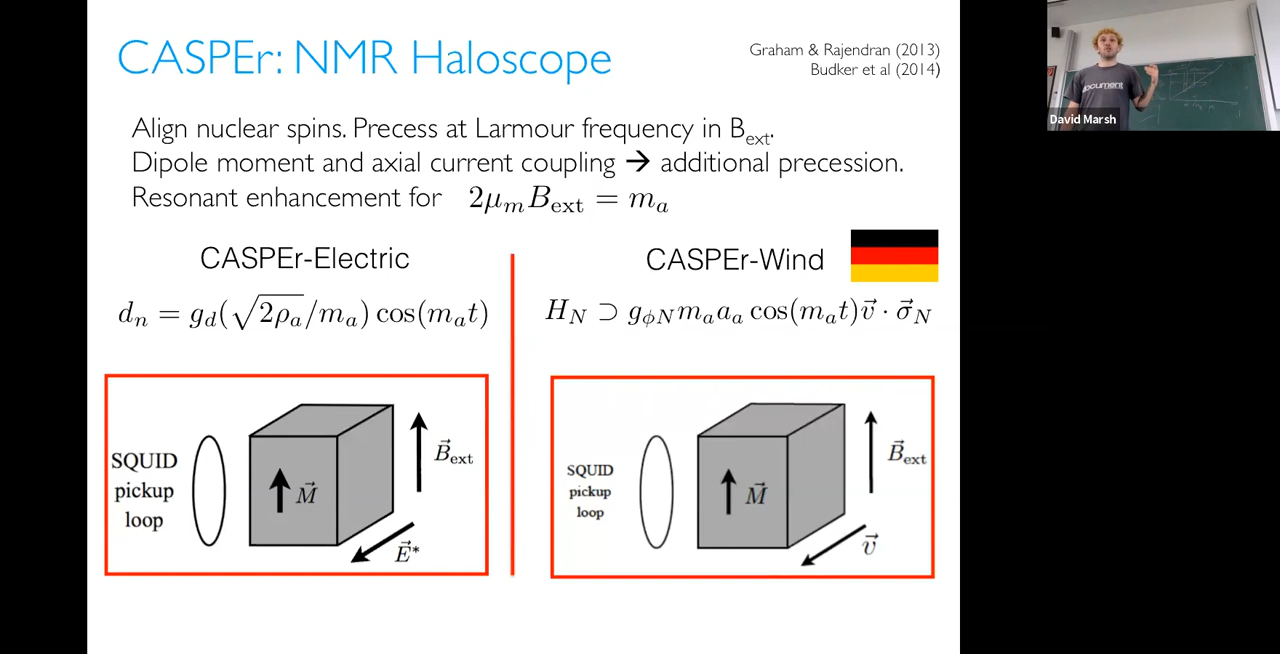 CASPEr: NMR Haloscope
Graham & Rajendran (2013)
Budker et al (2014)
Align nuclear spins. Precess at Larmour frequency in B_ext.
Dipole moment and axial current coupling → additional precession.
Resonant enhancement for 2μ_m B_ext = m_a
CASPEr-Electric
d_n = g_d(√2ρ_a/m_a) cos(m_a t)
SQUID
pickup
loop
M⃗
B⃗_ext
E⃗*
CASPEr-Wind
H_N ⊃ g_ϕN m_a a_a cos(m_a t)v⃗ · σ⃗_N
SQUID
pickup
loop
M⃗
B⃗_ext
v⃗
document
David Marsh